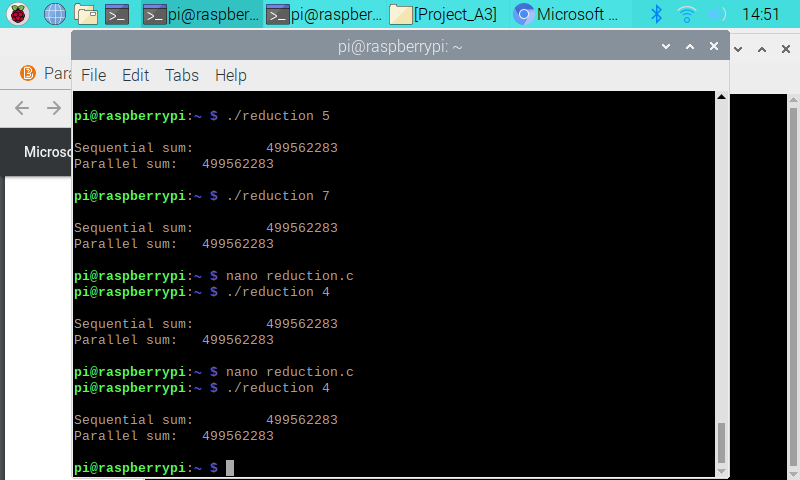 pi@raspber... pi@raspber... [Project_A3] Microsoft ... 14:51
pi@raspberrypi: ~
Para
File Edit Tabs Help
pi@raspberrypi:~ $ ./reduction 5
Sequential sum: 499562283
Microso
Parallel sum: 499562283
pi@raspberrypi:~ $ ./reduction 7
Sequential sum: 499562283
Parallel sum: 499562283
pi@raspberrypi:~ $ nano reduction.c
pi@raspberrypi:~ $ ./reduction 4
Sequential sum: 499562283
Parallel sum: 499562283
pi@raspberrypi:~ $ nano reduction.c
pi@raspberrypi:~ $ ./reduction 4
Sequential sum: 499562283
Parallel sum: 499562283
pi@raspberrypi:~ $